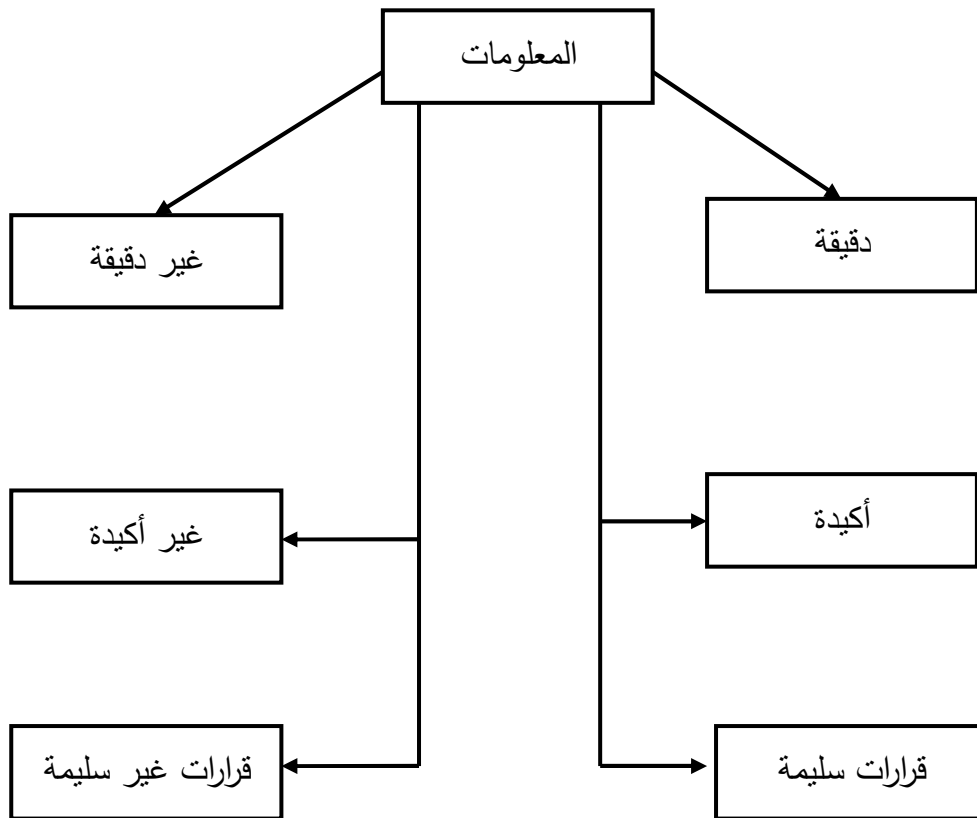 المعلومات
دقيقة
غير دقيقة
أكيدة
غير أكيدة
قرارات سليمة
قرارات غير سليمة